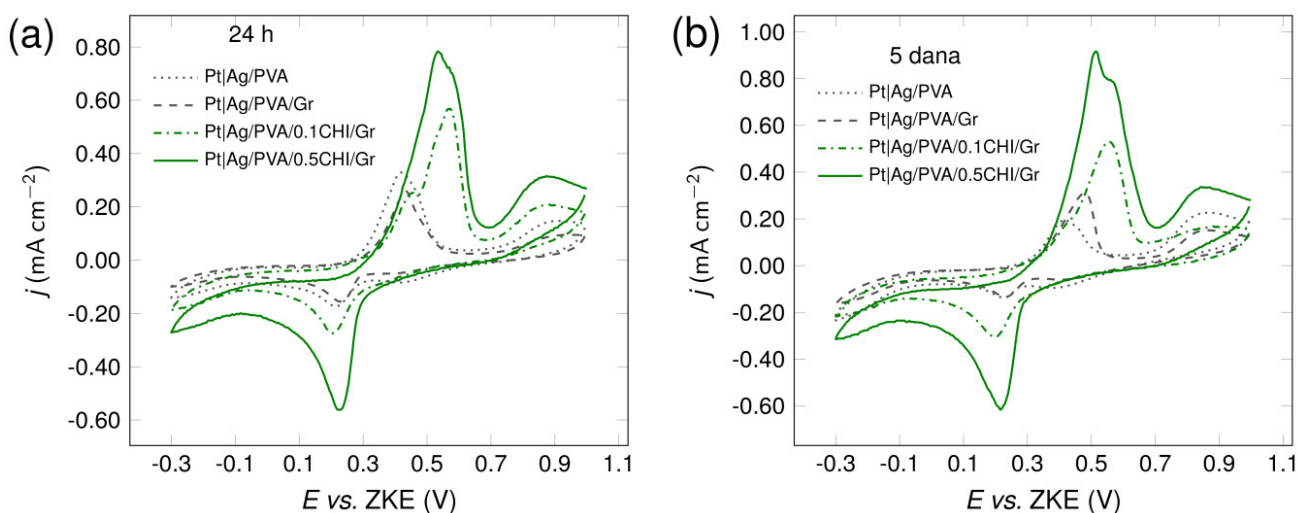 (a)
24 h
Pt|Ag/PVA
Pt|Ag/PVA/Gr
Pt|Ag/PVA/0.1CHI/Gr
Pt|Ag/PVA/0.5CHI/Gr
j (mA cm⁻²)
0.80
0.60
0.40
0.20
0.00
-0.20
-0.40
-0.60
-0.3 -0.1 0.1 0.3 0.5 0.7 0.9 1.1
E vs. ZKE (V)
(b)
5 dana
Pt|Ag/PVA
Pt|Ag/PVA/Gr
Pt|Ag/PVA/0.1CHI/Gr
Pt|Ag/PVA/0.5CHI/Gr
j (mA cm⁻²)
1.00
0.80
0.60
0.40
0.20
0.00
-0.20
-0.40
-0.60
-0.3 -0.1 0.1 0.3 0.5 0.7 0.9 1.1
E vs. ZKE (V)